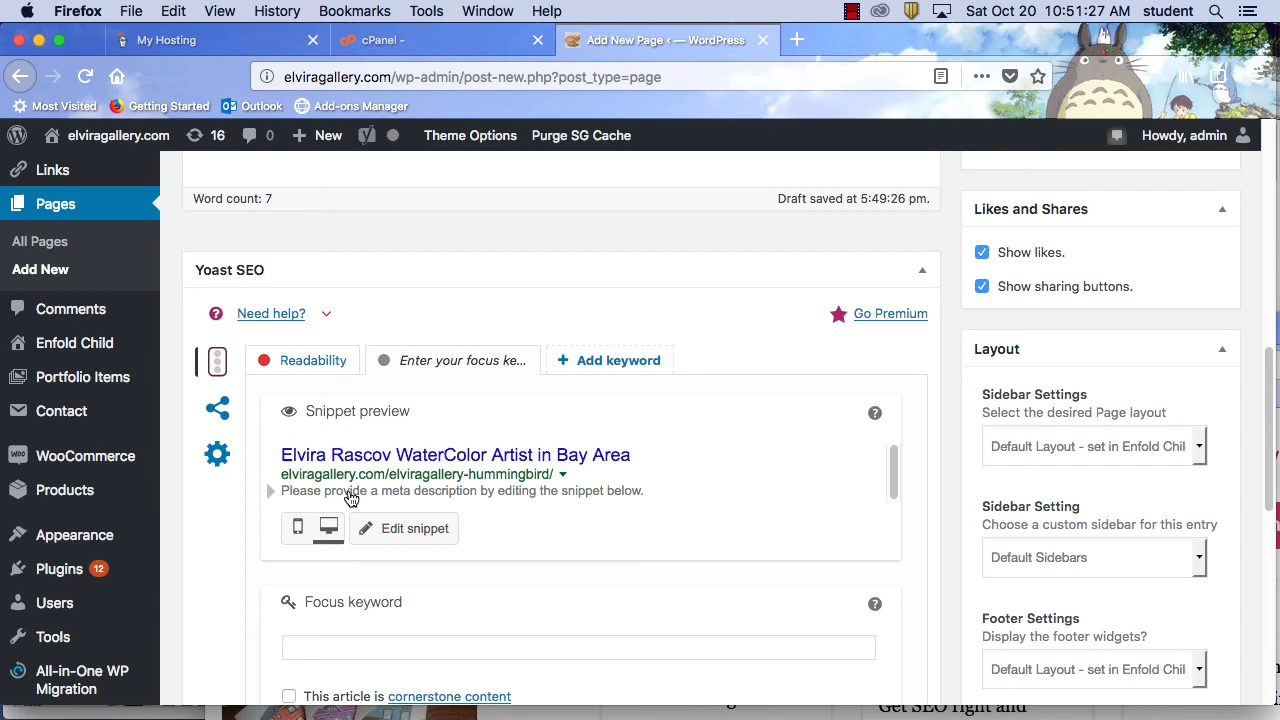 Firefox File Edit View History Bookmarks Tools Window Help Sat Oct 20 10:51:27 AM student
My Hosting cPanel - Add New Page ‹ — WordPress
elviragallery.com/wp-admin/post-new.php?post_type=page
Most Visited Getting Started Outlook Add-ons Manager
elviragallery.com 16 0 New Theme Options Purge SG Cache Howdy, admin
Links
Pages
All Pages
Add New
Comments
Enfold Child
Portfolio Items
Contact
WooCommerce
Products
Appearance
Plugins 12
Users
Tools
All-in-One WP
Migration
Word count: 7 Draft saved at 5:49:26 pm.
Yoast SEO
Need help? Go Premium
Readability Enter your focus ke... + Add keyword
Snippet preview
Elvira Rascov WaterColor Artist in Bay Area
elviragallery.com/elviragallery-hummingbird/
Please provide a meta description by editing the snippet below.
Edit snippet
Focus keyword
This article is cornerstone content
Likes and Shares
Show likes.
Show sharing buttons.
Layout
Sidebar Settings
Select the desired Page layout
Default Layout - set in Enfold Chil
Sidebar Setting
Choose a custom sidebar for this entry
Default Sidebars
Footer Settings
Display the footer widgets?
Default Layout - set in Enfold Chil
Get SEO right and